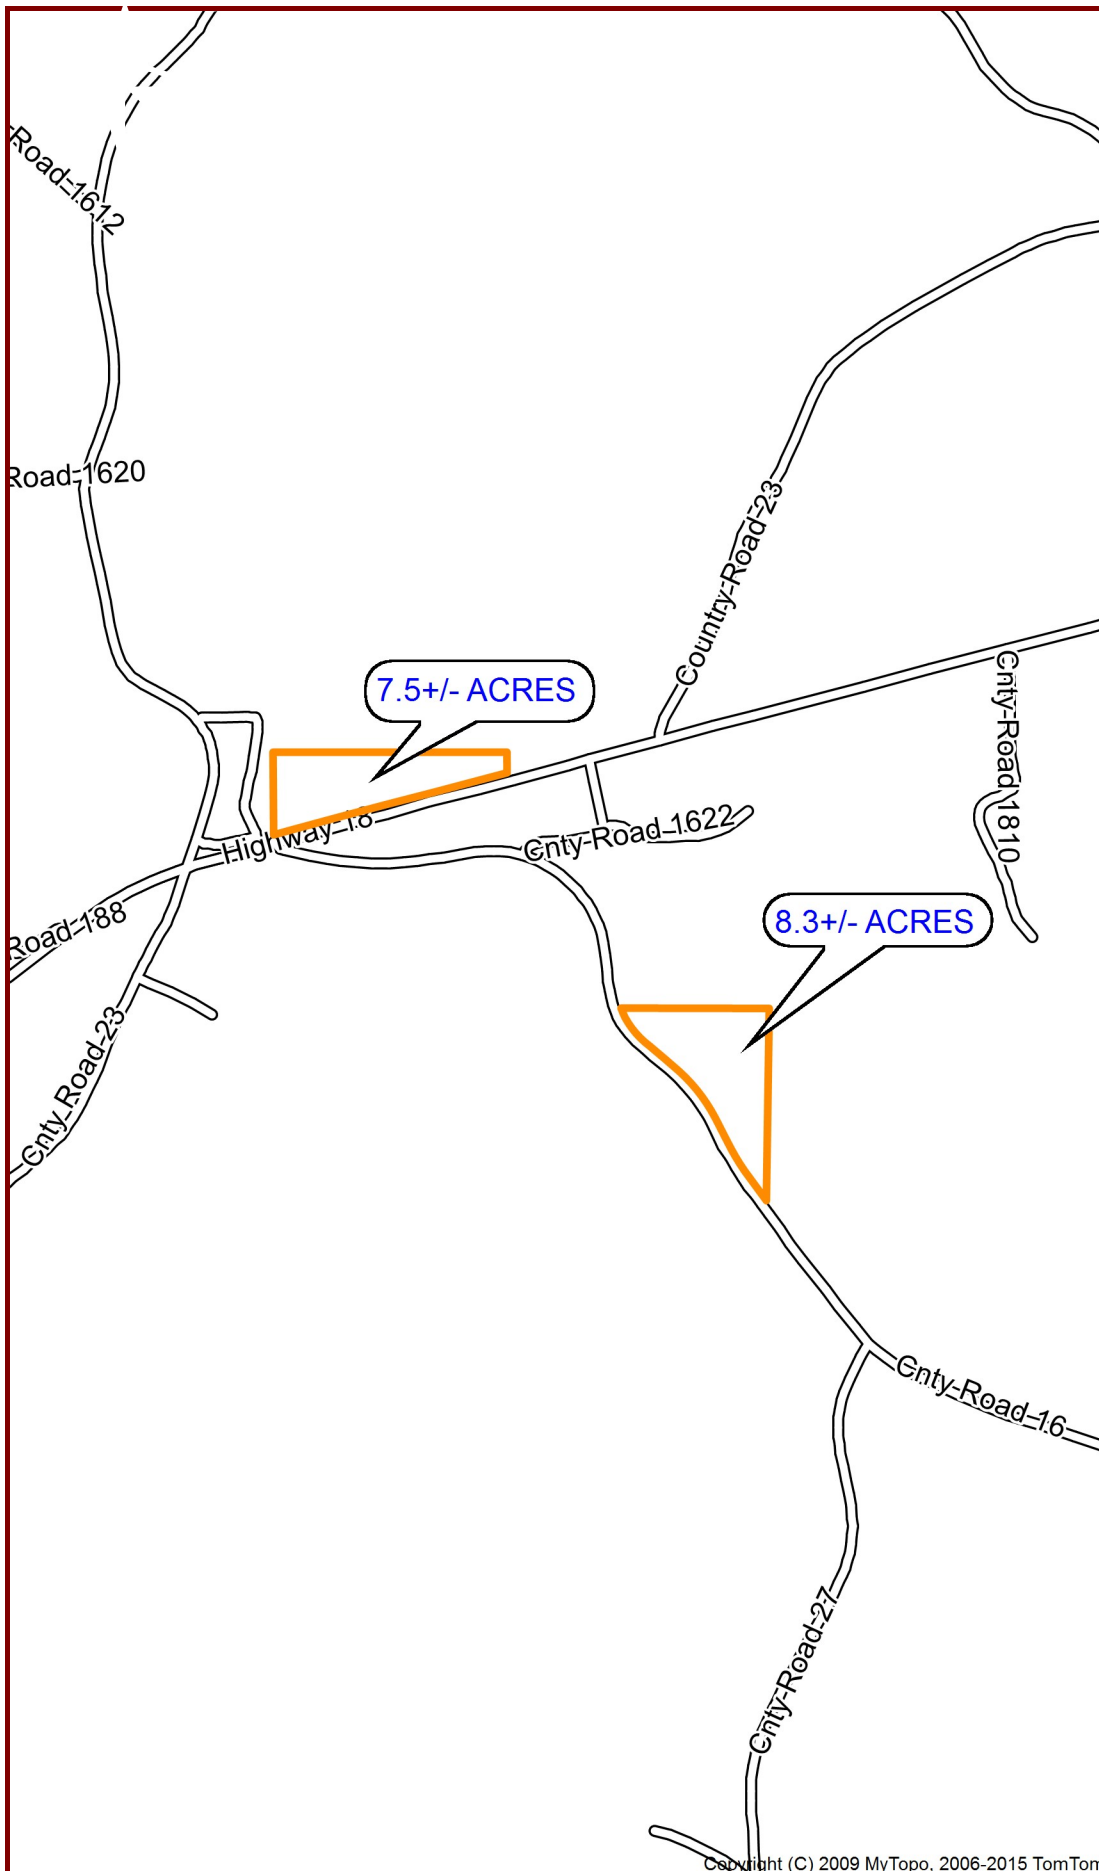 Road 1612
Road 1620
Country Road 23
7.5+/- ACRES
Cnty Road 1810
Highway 18
Cnty Road 1622
Road 188
8.3+/- ACRES
Cnty Road 23
Cnty Road 16
Cnty Road 27
Copyright (C) 2009 MyTopo, 2006-2015 TomTom